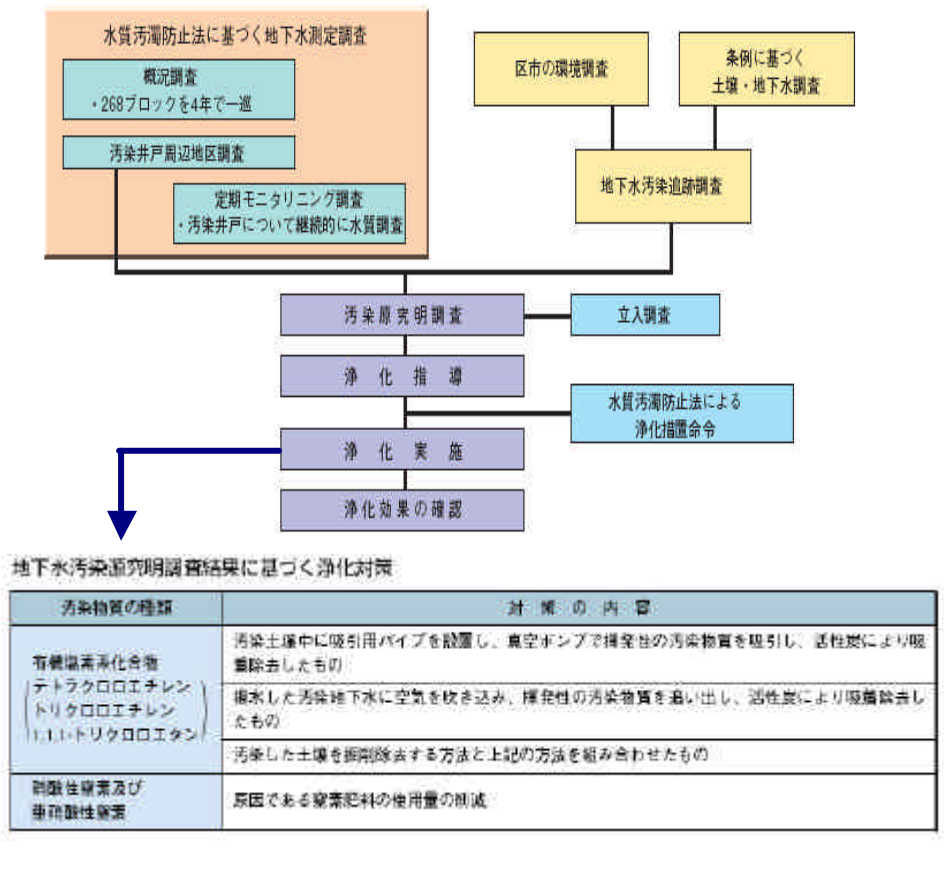 水質汚濁防止法に基づく地下水測定調査
概況調査
・268ブロックを4年で一巡
汚染井戸周辺地区調査
定期モニタリニング調査
・汚染井戸について継続的に水質調査
区市の環境調査
条例に基づく
土壌・地下水調査
地下水汚染追跡調査
汚染原究明調査
立入調査
浄化指導
水質汚濁防止法による
浄化措置命令
浄化実施
浄化効果の確認
地下水汚染源究明調査結果に基づく浄化対策
汚染物質の種類
対策の内容
有機塩素系化合物
テトラクロロエチレン
トリクロロエチレン
1,1,1-トリクロロエタン
汚染土壌中に吸引用パイプを設置し、真空ポンプで揮発性の汚染物質を吸引し、活性炭により吸
着除去したもの
揚水した汚染地下水に空気を吹き込み、揮発性の汚染物質を追い出し、活性炭により吸着除去し
たもの
汚染した土壌を掘削除去する方法と上記の方法を組み合わせたもの
硝酸性窒素及び
亜硝酸性窒素
原因である窒素肥料の使用量の削減